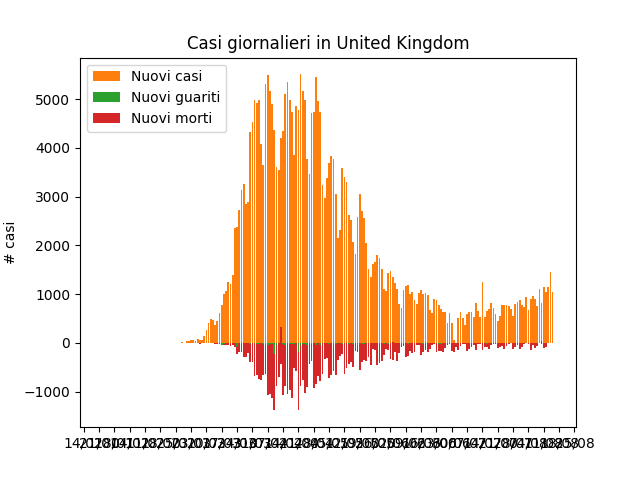 Casi giornalieri in United Kingdom
Nuovi casi
Nuovi guariti
Nuovi morti
# casi
5000
4000
3000
2000
1000
0
−1000